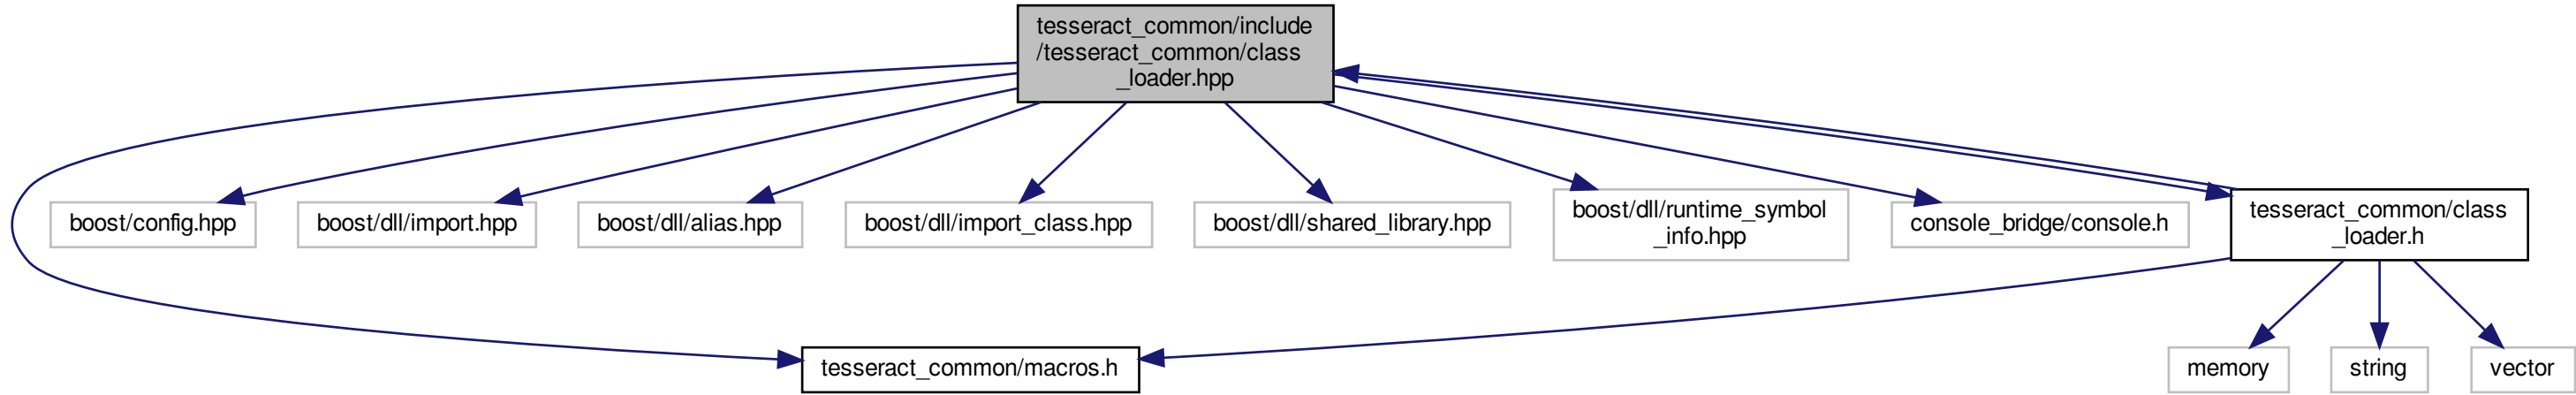 tesseract_common/include
/tesseract_common/class
_loader.hpp
boost/config.hpp
boost/dll/import.hpp
boost/dll/alias.hpp
boost/dll/import_class.hpp
boost/dll/shared_library.hpp
boost/dll/runtime_symbol
_info.hpp
console_bridge/console.h
tesseract_common/class
_loader.h
tesseract_common/macros.h
memory
string
vector